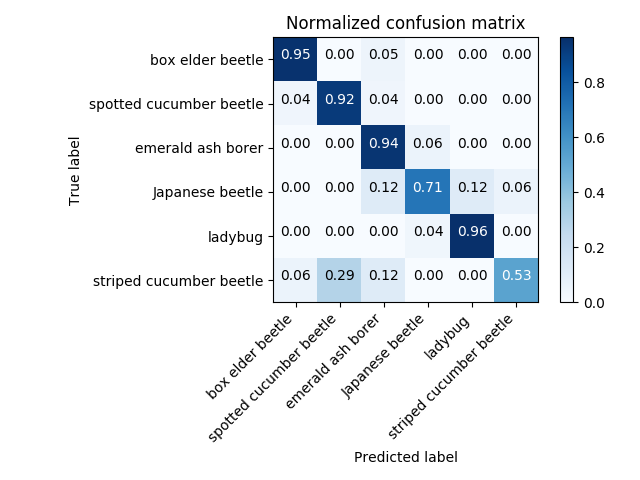 Normalized confusion matrix
True label
box elder beetle 0.95 0.00 0.05 0.00 0.00 0.00
spotted cucumber beetle 0.04 0.92 0.04 0.00 0.00 0.00
emerald ash borer 0.00 0.00 0.94 0.06 0.00 0.00
Japanese beetle 0.00 0.00 0.12 0.71 0.12 0.06
ladybug 0.00 0.00 0.00 0.04 0.96 0.00
striped cucumber beetle 0.06 0.29 0.12 0.00 0.00 0.53
box elder beetle
spotted cucumber beetle
emerald ash borer
Japanese beetle
ladybug
striped cucumber beetle
Predicted label
0.8
0.6
0.4
0.2
0.0